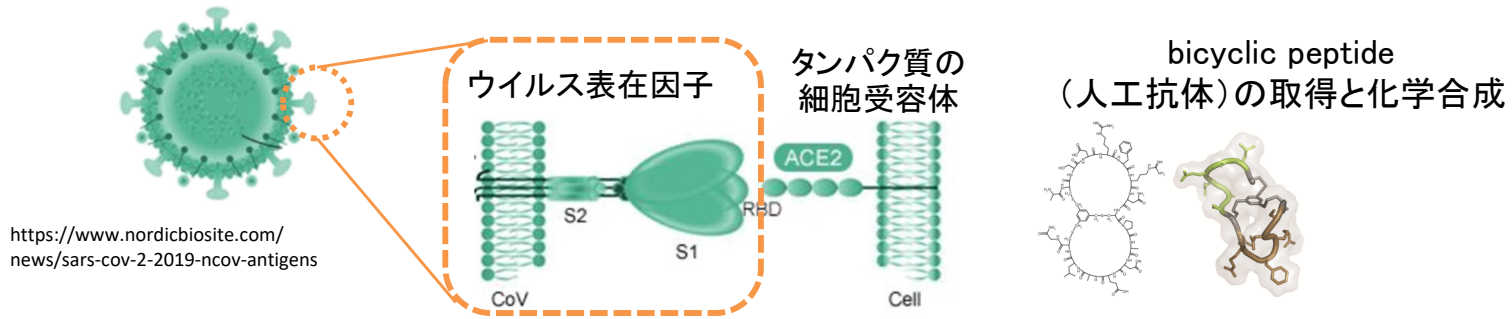 ウイルス表在因子
タンパク質の
細胞受容体
bicyclic peptide
(人工抗体)の取得と化学合成
ACE2
RBD
S2
S1
CoV
Cell
https://www.nordicbiosite.com/
news/sars-cov-2-2019-ncov-antigens